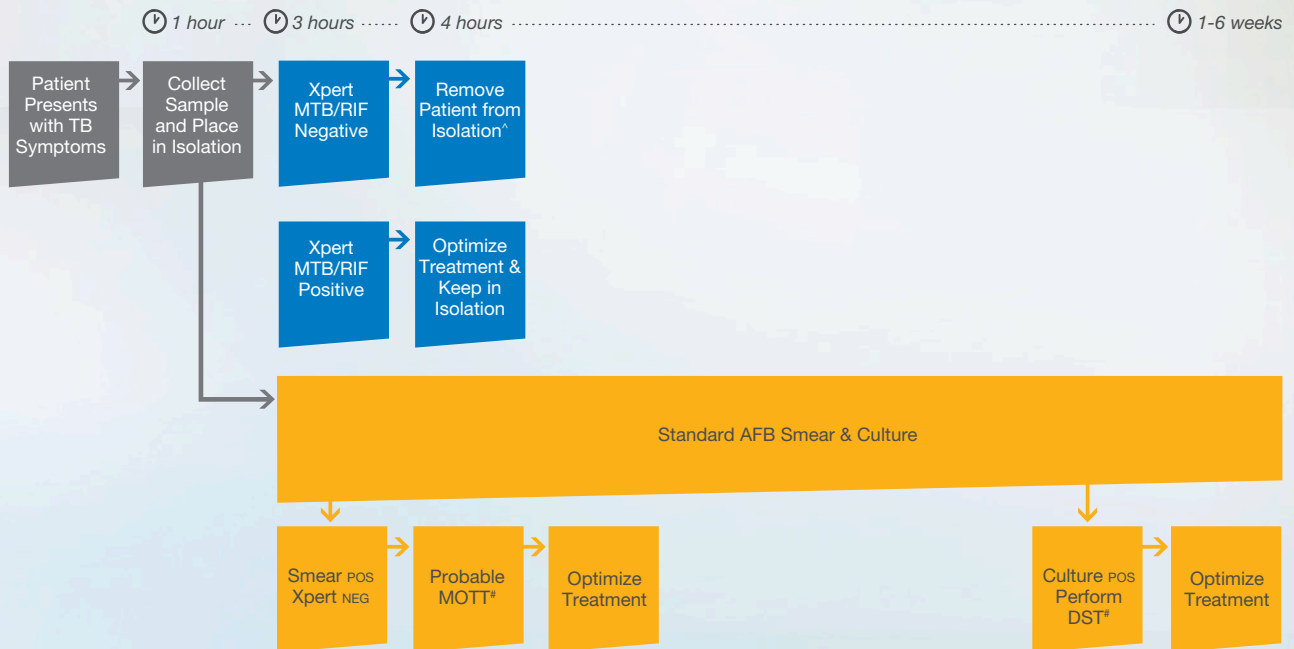 1 hour
3 hours
4 hours
1-6 weeks
Patient
Presents
with TB
Symptoms
Collect
Sample
and Place
in Isolation
Xpert
MTB/RIF
Negative
Remove
Patient from
Isolation^
Xpert
MTB/RIF
Positive
Optimize
Treatment &
Keep in
Isolation
Standard AFB Smear & Culture
Smear POS
Xpert NEG
Probable
MOTT#
Optimize
Treatment
Culture POS
Perform
DST#
Optimize
Treatment